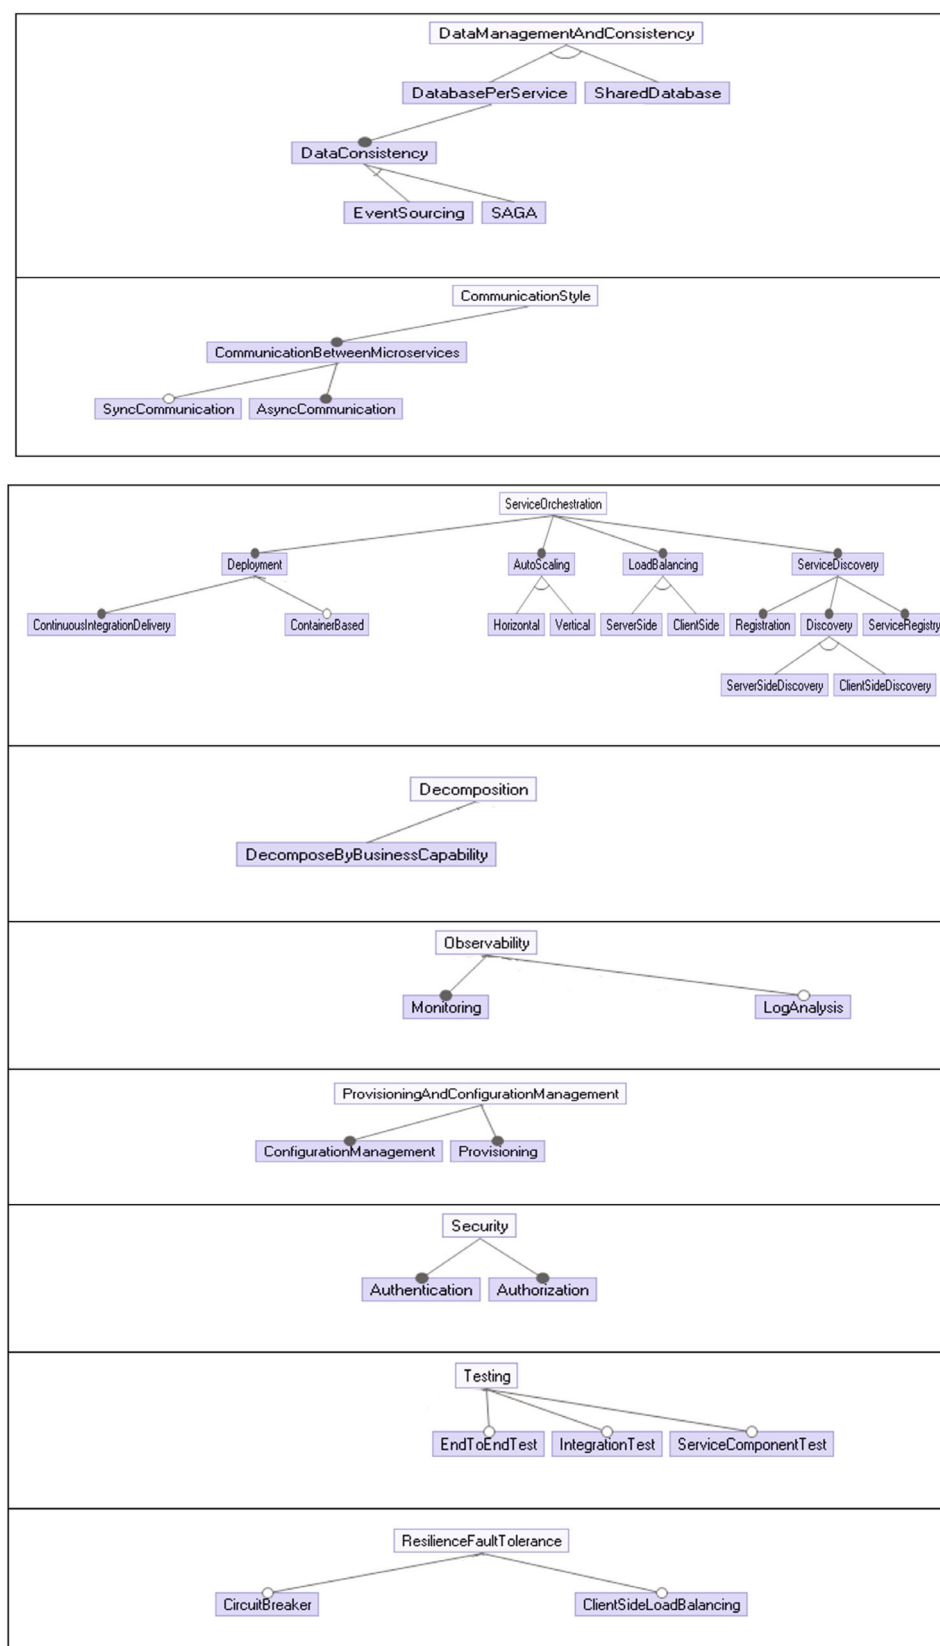 DataManagementAndConsistency
DatabasePerService SharedDatabase
DataConsistency
EventSourcing SAGA
CommunicationStyle
CommunicationBetweenMicroservices
SyncCommunication AsyncCommunication
ServiceOrchestration
Deployment AutoScaling LoadBalancing ServiceDiscovery
ContinuousIntegrationDelivery ContainerBased Horizontal Vertical ServerSide ClientSide Registration Discovery ServiceRegistry
ServerSideDiscovery ClientSideDiscovery
Decomposition
DecomposeByBusinessCapability
Observability
Monitoring LogAnalysis
ProvisioningAndConfigurationManagement
ConfigurationManagement Provisioning
Security
Authentication Authorization
Testing
EndToEndTest IntegrationTest ServiceComponentTest
ResilienceFaultTolerance
CircuitBreaker ClientSideLoadBalancing